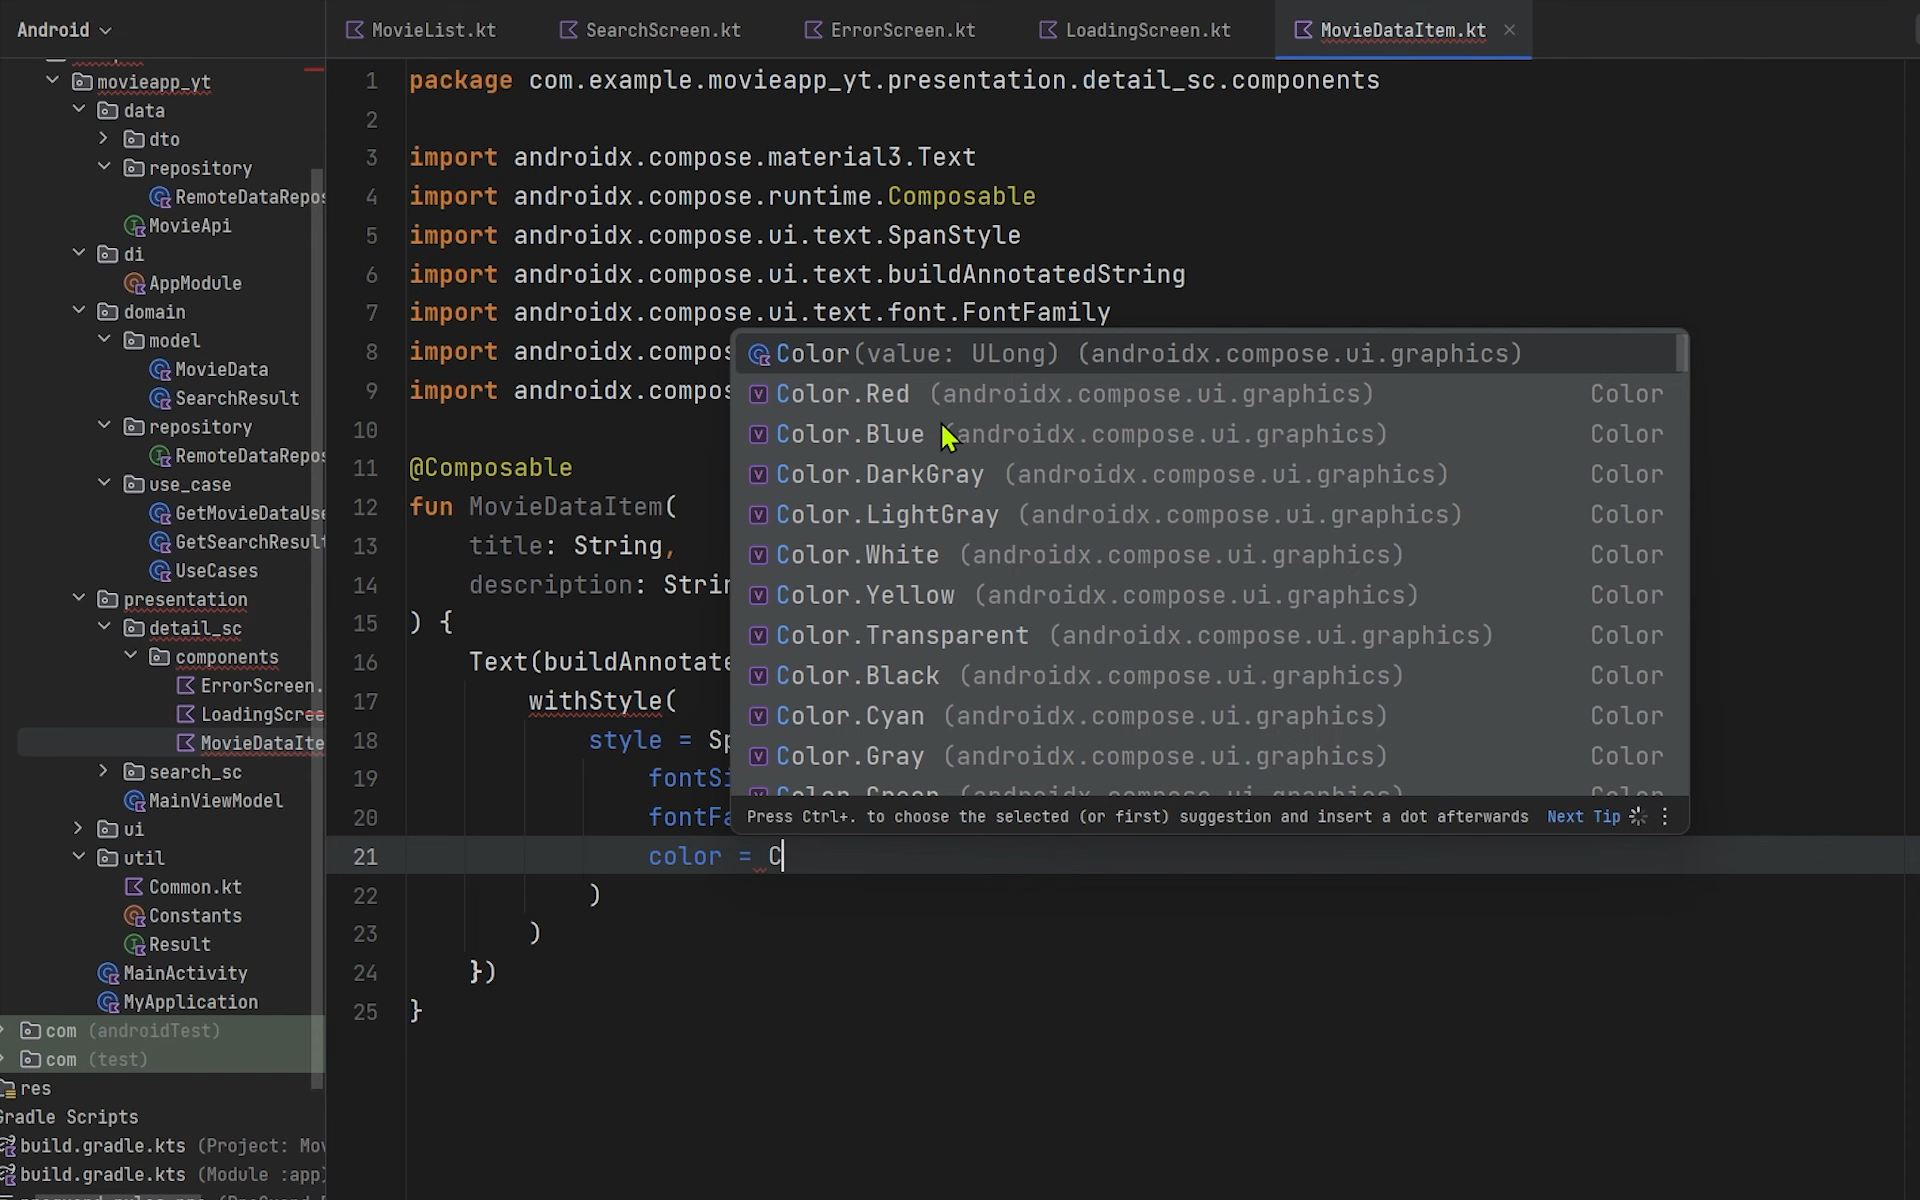 Android
MovieList.kt
SearchScreen.kt
ErrorScreen.kt
LoadingScreen.kt
MovieDataItem.kt
movieapp_yt
data
dto
repository
RemoteDataRepos
MovieApi
di
AppModule
domain
model
MovieData
SearchResult
repository
RemoteDataRepos
use_case
GetMovieDataUse
GetSearchResult
UseCases
presentation
detail_sc
components
ErrorScreen.
LoadingScree
MovieDataIte
search_sc
MainViewModel
ui
util
Common.kt
Constants
Result
MainActivity
MyApplication
com (androidTest)
com (test)
res
Gradle Scripts
build.gradle.kts (Project: Mov
build.gradle.kts (Module :app)
1 package com.example.movieapp_yt.presentation.detail_sc.components
2
3 import androidx.compose.material3.Text
4 import androidx.compose.runtime.Composable
5 import androidx.compose.ui.text.SpanStyle
6 import androidx.compose.ui.text.buildAnnotatedString
7 import androidx.compose.ui.text.font.FontFamily
8 import androidx.compos
9 import androidx.compos
10
11 @Composable
12 fun MovieDataItem(
13 title: String,
14 description: Strin
15 ) {
16 Text(buildAnnotate
17 withStyle(
18 style = Sp
19 fontSi
20 fontFa
21 color = C
22 )
23 )
24 })
25 }
Color(value: ULong) (androidx.compose.ui.graphics)
Color.Red (androidx.compose.ui.graphics) Color
Color.Blue (androidx.compose.ui.graphics) Color
Color.DarkGray (androidx.compose.ui.graphics) Color
Color.LightGray (androidx.compose.ui.graphics) Color
Color.White (androidx.compose.ui.graphics) Color
Color.Yellow (androidx.compose.ui.graphics) Color
Color.Transparent (androidx.compose.ui.graphics) Color
Color.Black (androidx.compose.ui.graphics) Color
Color.Cyan (androidx.compose.ui.graphics) Color
Color.Gray (androidx.compose.ui.graphics) Color
Color.Green (androidx.compose.ui.graphics) Color
Press Ctrl+. to choose the selected (or first) suggestion and insert a dot afterwards Next Tip